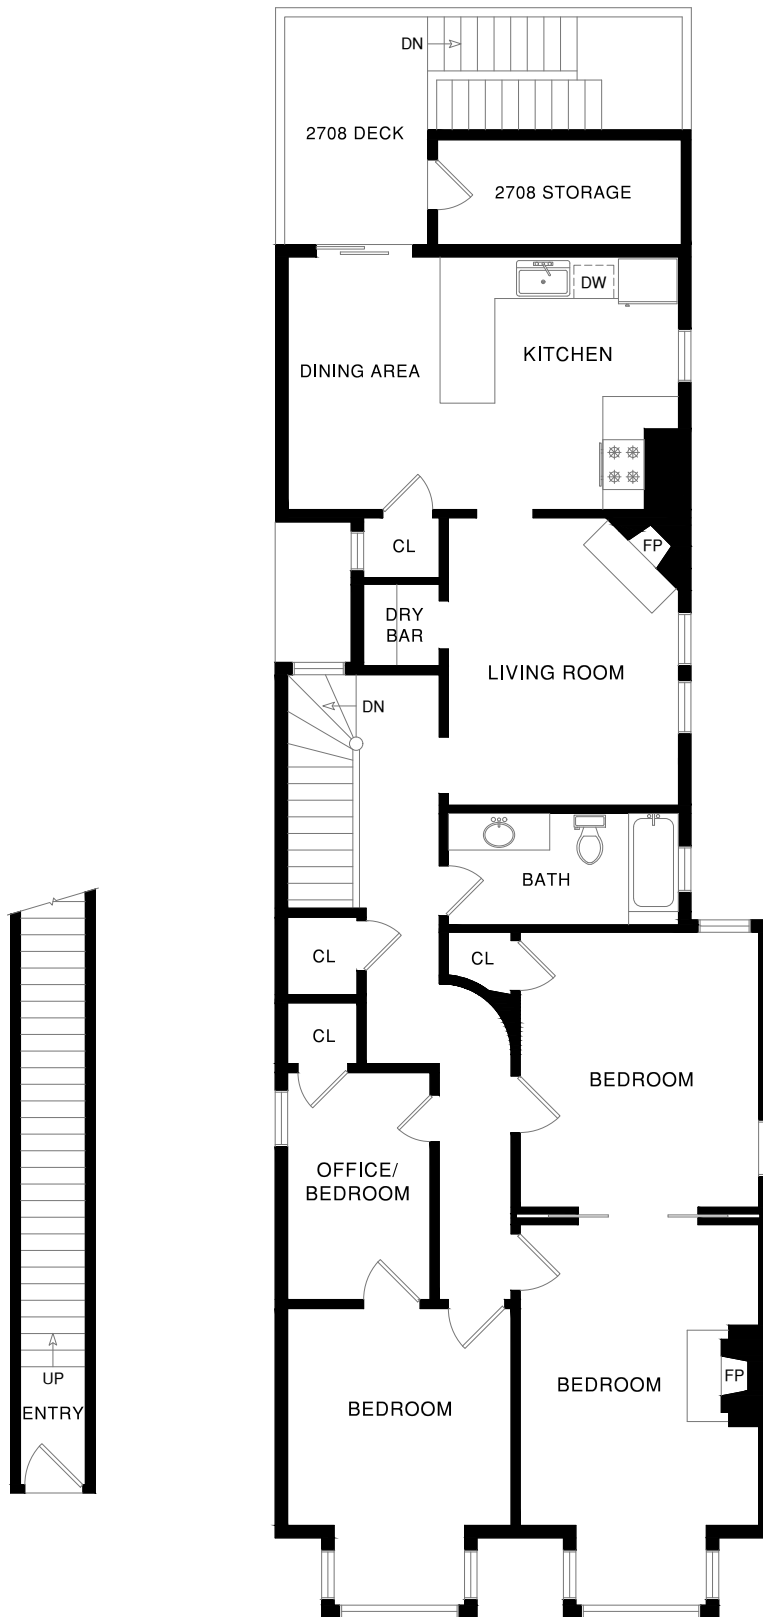 DN
2708 DECK
2708 STORAGE
DW
KITCHEN
DINING AREA
CL
FP
DRY
BAR
LIVING ROOM
DN
BATH
CL
CL
CL
BEDROOM
OFFICE/
BEDROOM
UP
ENTRY
BEDROOM
BEDROOM
FP